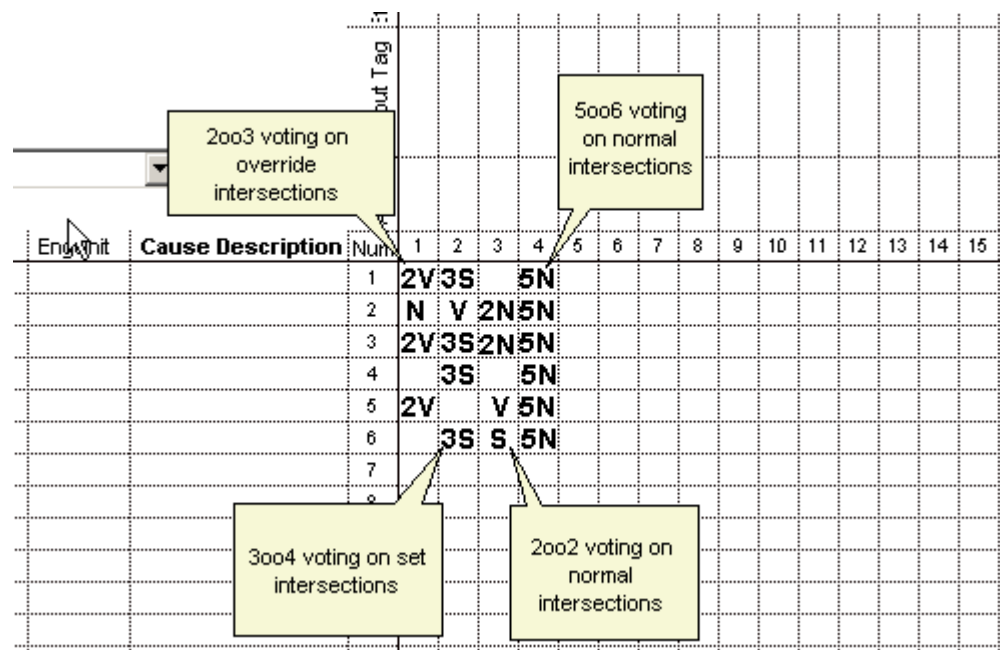 2oo3 voting on
override
intersections
5oo6 voting
on normal
intersections
Cause Description Num 1 2 3 4 5 6 7 8 9 10 11 12 13 14 15
1 2V 3S 5N
2 N V 2N 5N
3 2V 3S 2N 5N
4 3S 5N
5 2V V 5N
6 3S S 5N
7
3oo4 voting on set
intersections
2oo2 voting on
normal
intersections